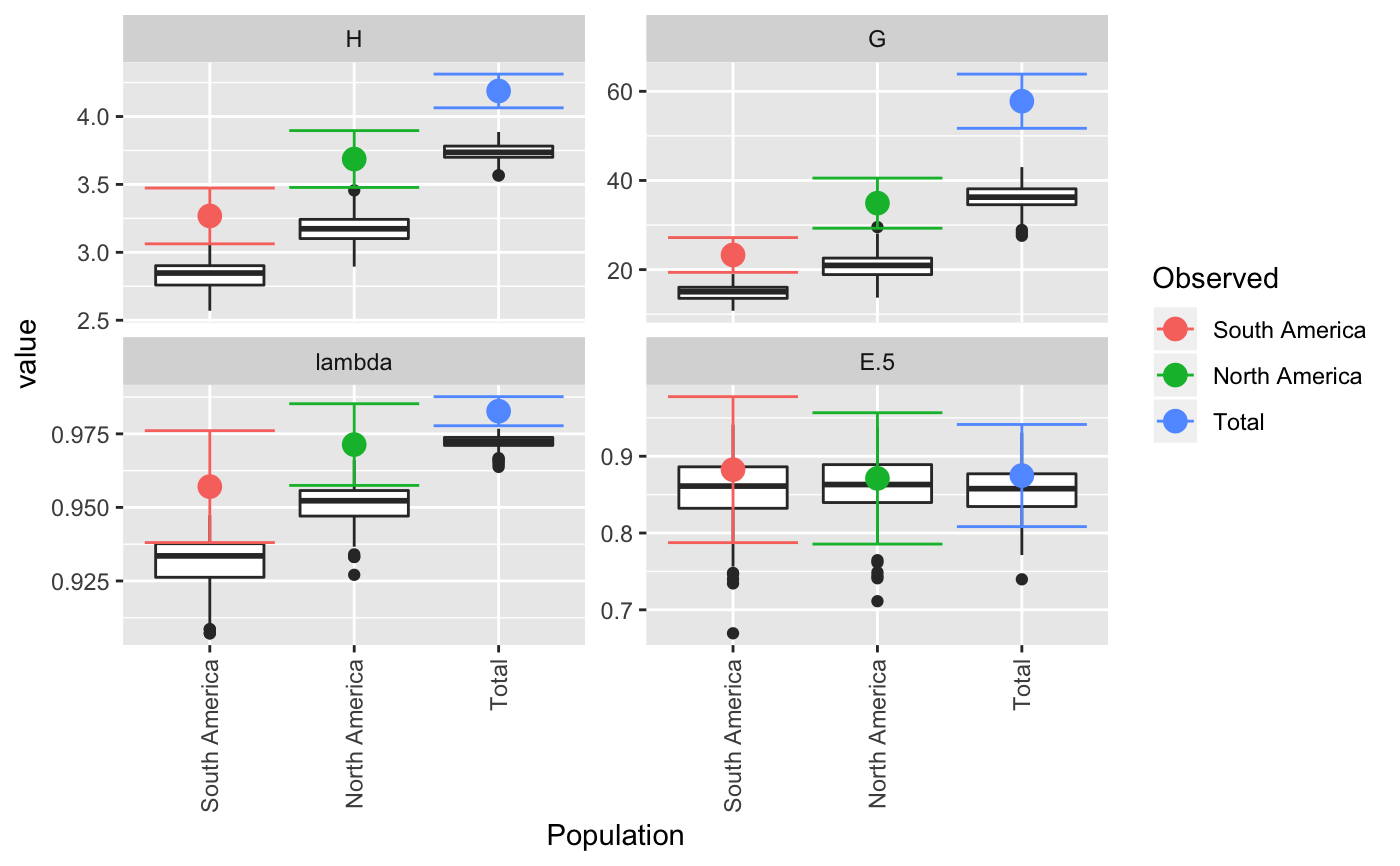 H
G
4.0
3.5
3.0
2.5
60
40
20
value
lambda
E.5
0.975
0.950
0.925
0.9
0.8
0.7
South America
North America
Total
South America
North America
Total
Population
Observed
South America
North America
Total